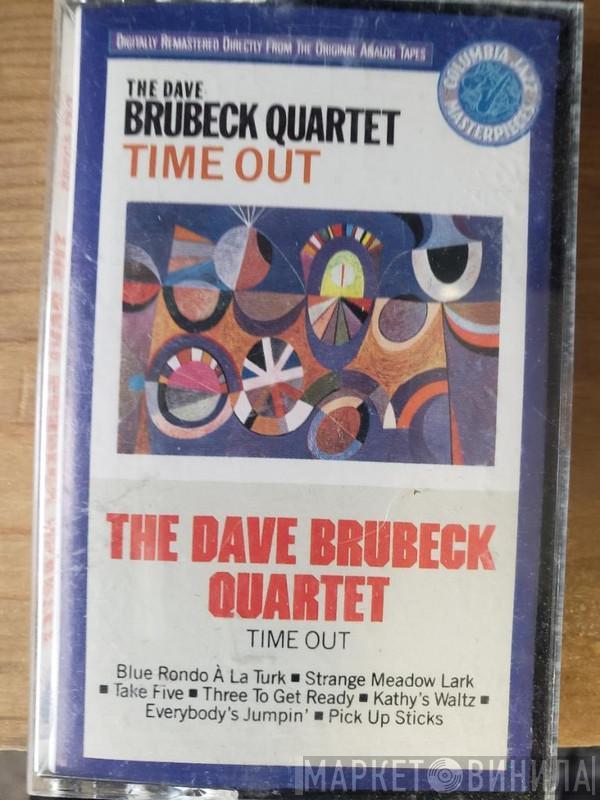 DIGITALLY REMASTERED DIRECTLY FROM THE ORIGINAL ANALOG TAPES
COLUMBIA JAZZ MASTERPIECES
THE DAVE
BRUBECK QUARTET
TIME OUT
THE DAVE BRUBECK
QUARTET
TIME OUT
Blue Rondo À La Turk ■ Strange Meadow Lark
■ Take Five ■ Three To Get Ready ■ Kathy's Waltz ■
Everybody's Jumpin' ■ Pick Up Sticks
МАРКЕТ ВИНИЛА